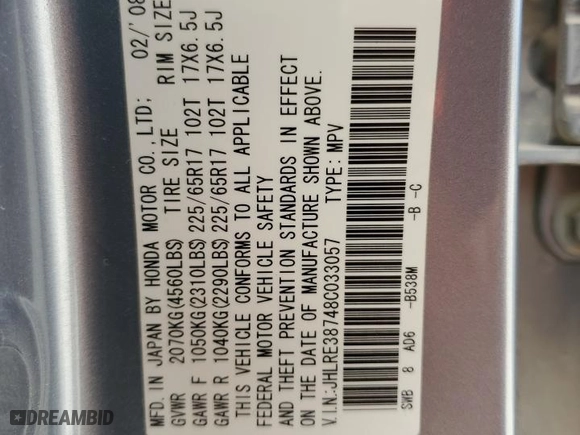 MFD.IN JAPAN BY HONDA MOTOR CO.,LTD; 02/'08
GVWR 2070KG(4560LBS) TIRE SIZE RIM SIZE
GAWR F 1050KG(2310LBS) 225/65R17 102T 17X6.5J
GAWR R 1040KG(2290LBS) 225/65R17 102T 17X6.5J
THIS VEHICLE CONFORMS TO ALL APPLICABLE
FEDERAL MOTOR VEHICLE SAFETY
AND THEFT PREVENTION STANDARDS IN EFFECT
ON THE DATE OF MANUFACTURE SHOWN ABOVE.
V.I.N.:JHLRE38748C033057 TYPE: MPV
SWB 8 AD6 -B538M -B -C
DREAMBID